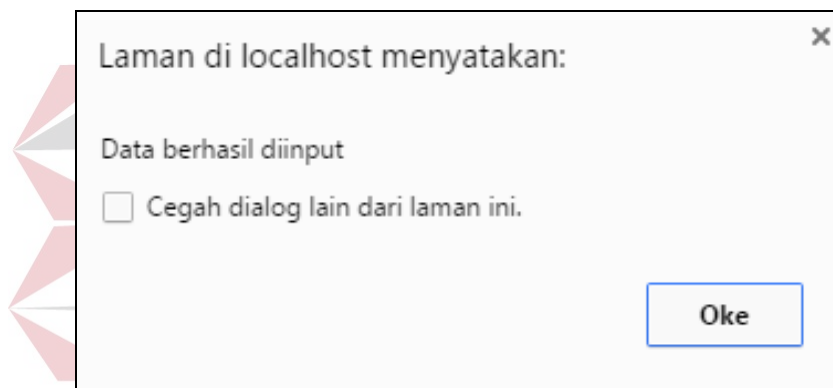 Laman di localhost menyatakan:
Data berhasil diinput
Cegah dialog lain dari laman ini.
Oke